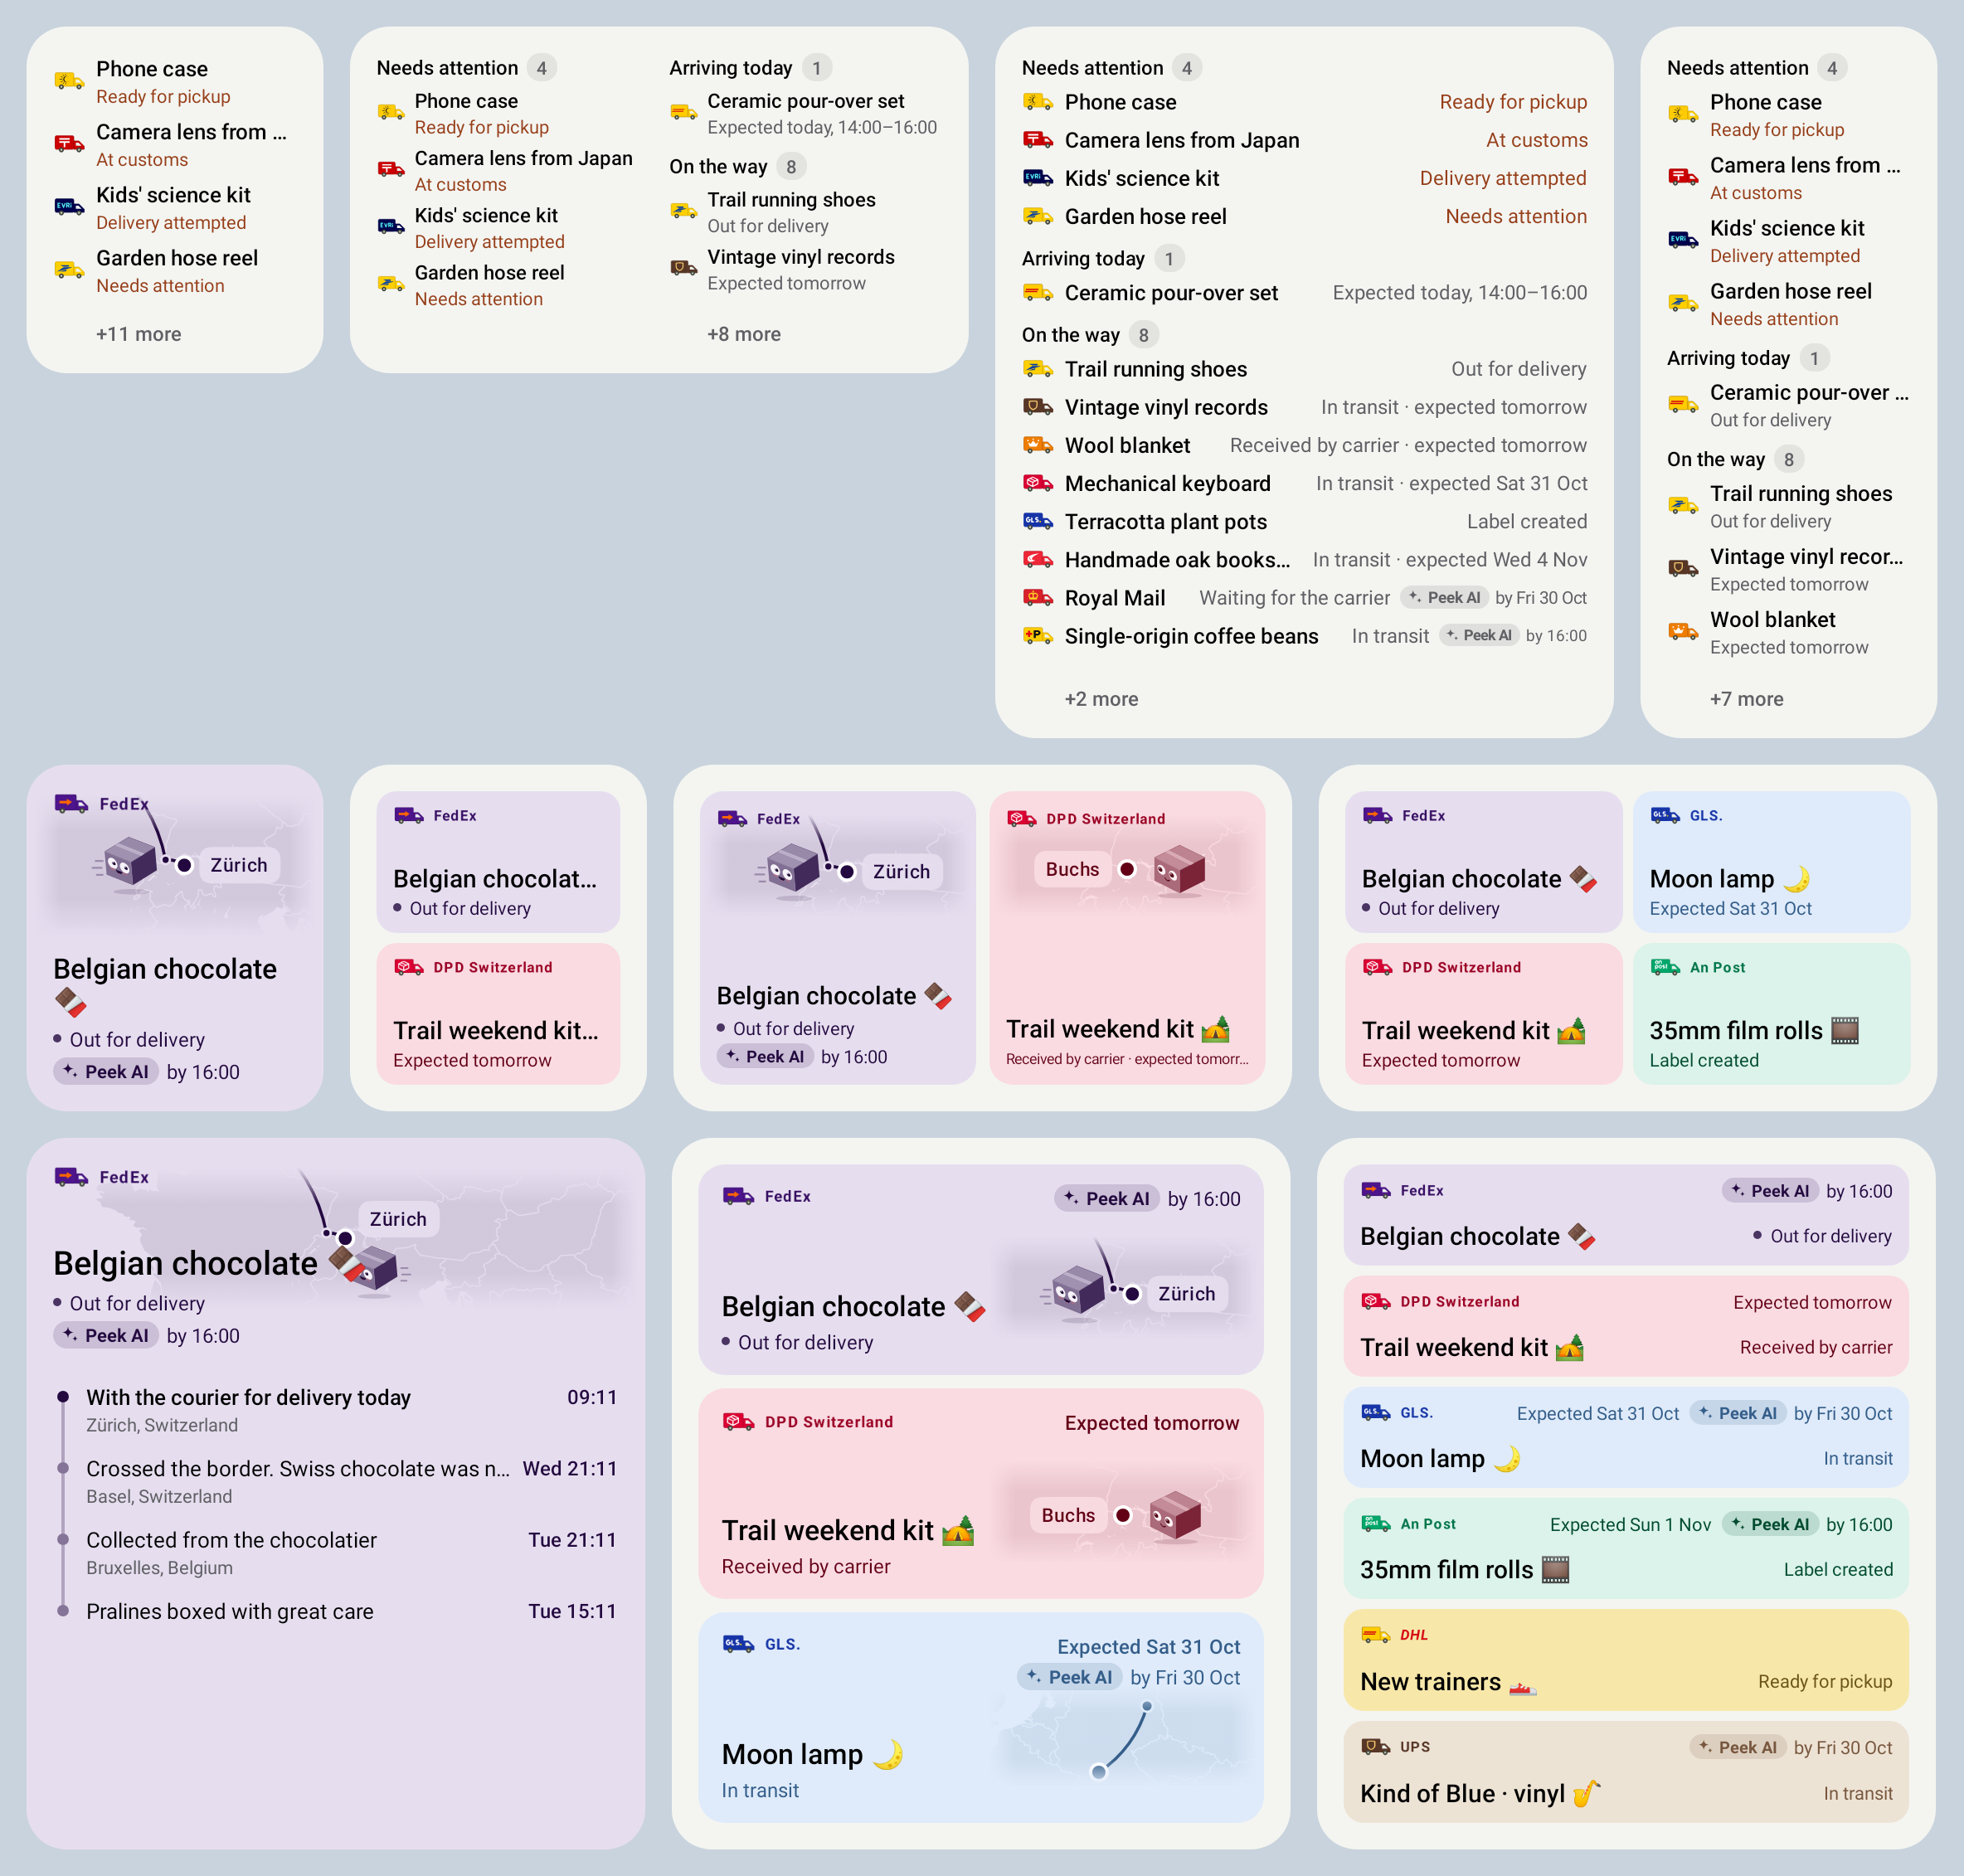 Phone case
Ready for pickup
Camera lens from ...
At customs
Kids' science kit
Delivery attempted
Garden hose reel
Needs attention
+11 more
Needs attention 4
Phone case
Ready for pickup
Camera lens from Japan
At customs
Kids' science kit
Delivery attempted
Garden hose reel
Needs attention
Arriving today 1
Ceramic pour-over set
Expected today, 14:00–16:00
On the way 8
Trail running shoes
Out for delivery
Vintage vinyl records
Expected tomorrow
+8 more
Needs attention 4
Phone case Ready for pickup
Camera lens from Japan At customs
Kids' science kit Delivery attempted
Garden hose reel Needs attention
Arriving today 1
Ceramic pour-over set Expected today, 14:00–16:00
On the way 8
Trail running shoes Out for delivery
Vintage vinyl records In transit · expected tomorrow
Wool blanket Received by carrier · expected tomorrow
Mechanical keyboard In transit · expected Sat 31 Oct
Terracotta plant pots Label created
Handmade oak books... In transit · expected Wed 4 Nov
Royal Mail Waiting for the carrier Peek AI by Fri 30 Oct
Single-origin coffee beans In transit Peek AI by 16:00
+2 more
Needs attention 4
Phone case
Ready for pickup
Camera lens from ...
At customs
Kids' science kit
Delivery attempted
Garden hose reel
Needs attention
Arriving today 1
Ceramic pour-over ...
Out for delivery
On the way 8
Trail running shoes
Out for delivery
Vintage vinyl recor...
Expected tomorrow
Wool blanket
Expected tomorrow
+7 more
FedEx
Zürich
Belgian chocolate 🍫
Out for delivery
Peek AI by 16:00
FedEx
Belgian chocolat...
Out for delivery
DPD Switzerland
Trail weekend kit...
Expected tomorrow
FedEx
Zürich
Belgian chocolate 🍫
Out for delivery
Peek AI by 16:00
DPD Switzerland
Buchs
Trail weekend kit 🏕️
Received by carrier · expected tomorr...
FedEx
Belgian chocolate 🍫
Out for delivery
GLS.
Moon lamp 🌛
Expected Sat 31 Oct
DPD Switzerland
Trail weekend kit 🏕️
Expected tomorrow
An Post
35mm film rolls 🎞️
Label created
FedEx
Zürich
Belgian chocolate 🍫
Out for delivery
Peek AI by 16:00
With the courier for delivery today 09:11
Zürich, Switzerland
Crossed the border. Swiss chocolate was n... Wed 21:11
Basel, Switzerland
Collected from the chocolatier Tue 21:11
Bruxelles, Belgium
Pralines boxed with great care Tue 15:11
FedEx Peek AI by 16:00
Zürich
Belgian chocolate 🍫
Out for delivery
DPD Switzerland Expected tomorrow
Buchs
Trail weekend kit 🏕️
Received by carrier
GLS. Expected Sat 31 Oct
Peek AI by Fri 30 Oct
Moon lamp 🌛
In transit
FedEx Peek AI by 16:00
Belgian chocolate 🍫 Out for delivery
DPD Switzerland Expected tomorrow
Trail weekend kit 🏕️ Received by carrier
GLS. Expected Sat 31 Oct Peek AI by Fri 30 Oct
Moon lamp 🌛 In transit
An Post Expected Sun 1 Nov Peek AI by 16:00
35mm film rolls 🎞️ Label created
DHL
New trainers 👟 Ready for pickup
UPS Peek AI by Fri 30 Oct
Kind of Blue · vinyl 🎷 In transit